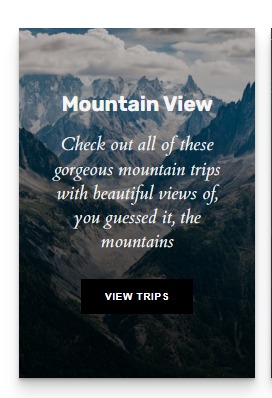 Mountain View
Check out all of these
gorgeous mountain trips
with beautiful views of,
you guessed it, the
mountains
VIEW TRIPS